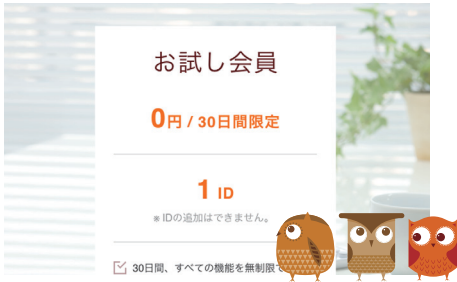 お試し会員
0円 / 30日間限定
1 ID
※IDの追加はできません。
30日間、すべての機能を無制限で